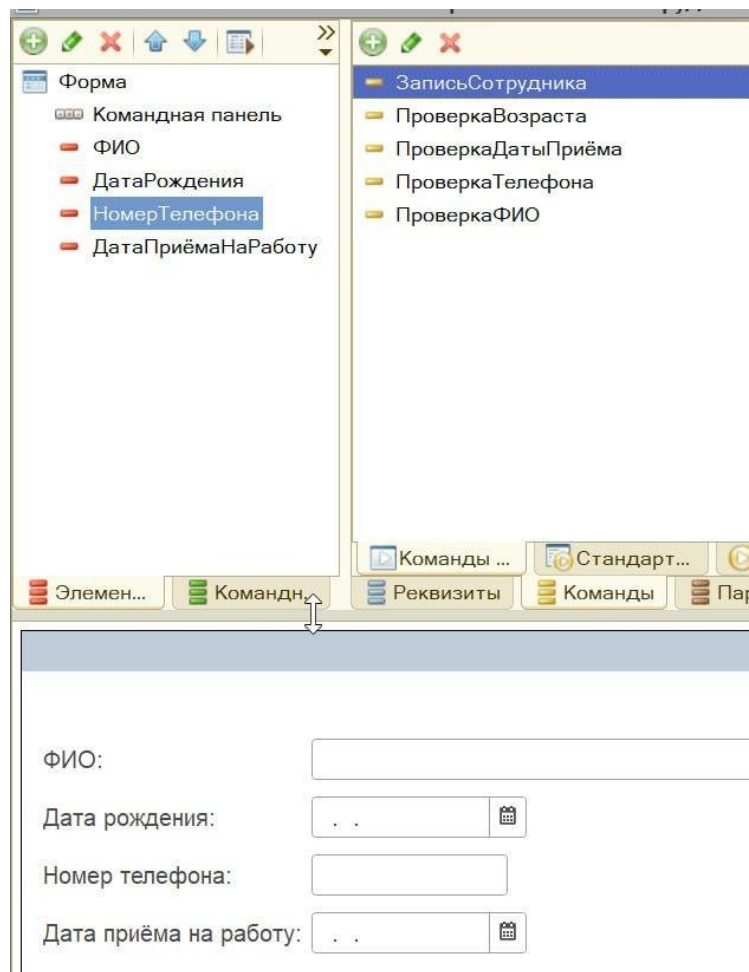 Форма
Командная панель
ФИО
ДатаРождения
НомерТелефона
ДатаПриёмаНаРаботу
ЗаписьСотрудника
ПроверкаВозраста
ПроверкаДатыПриёма
ПроверкаТелефона
ПроверкаФИО
Команды ...
Стандарт...
Элемен...
Командн...
Реквизиты
Команды
Пар
ФИО:
Дата рождения:
. .
Номер телефона:
Дата приёма на работу:
. .